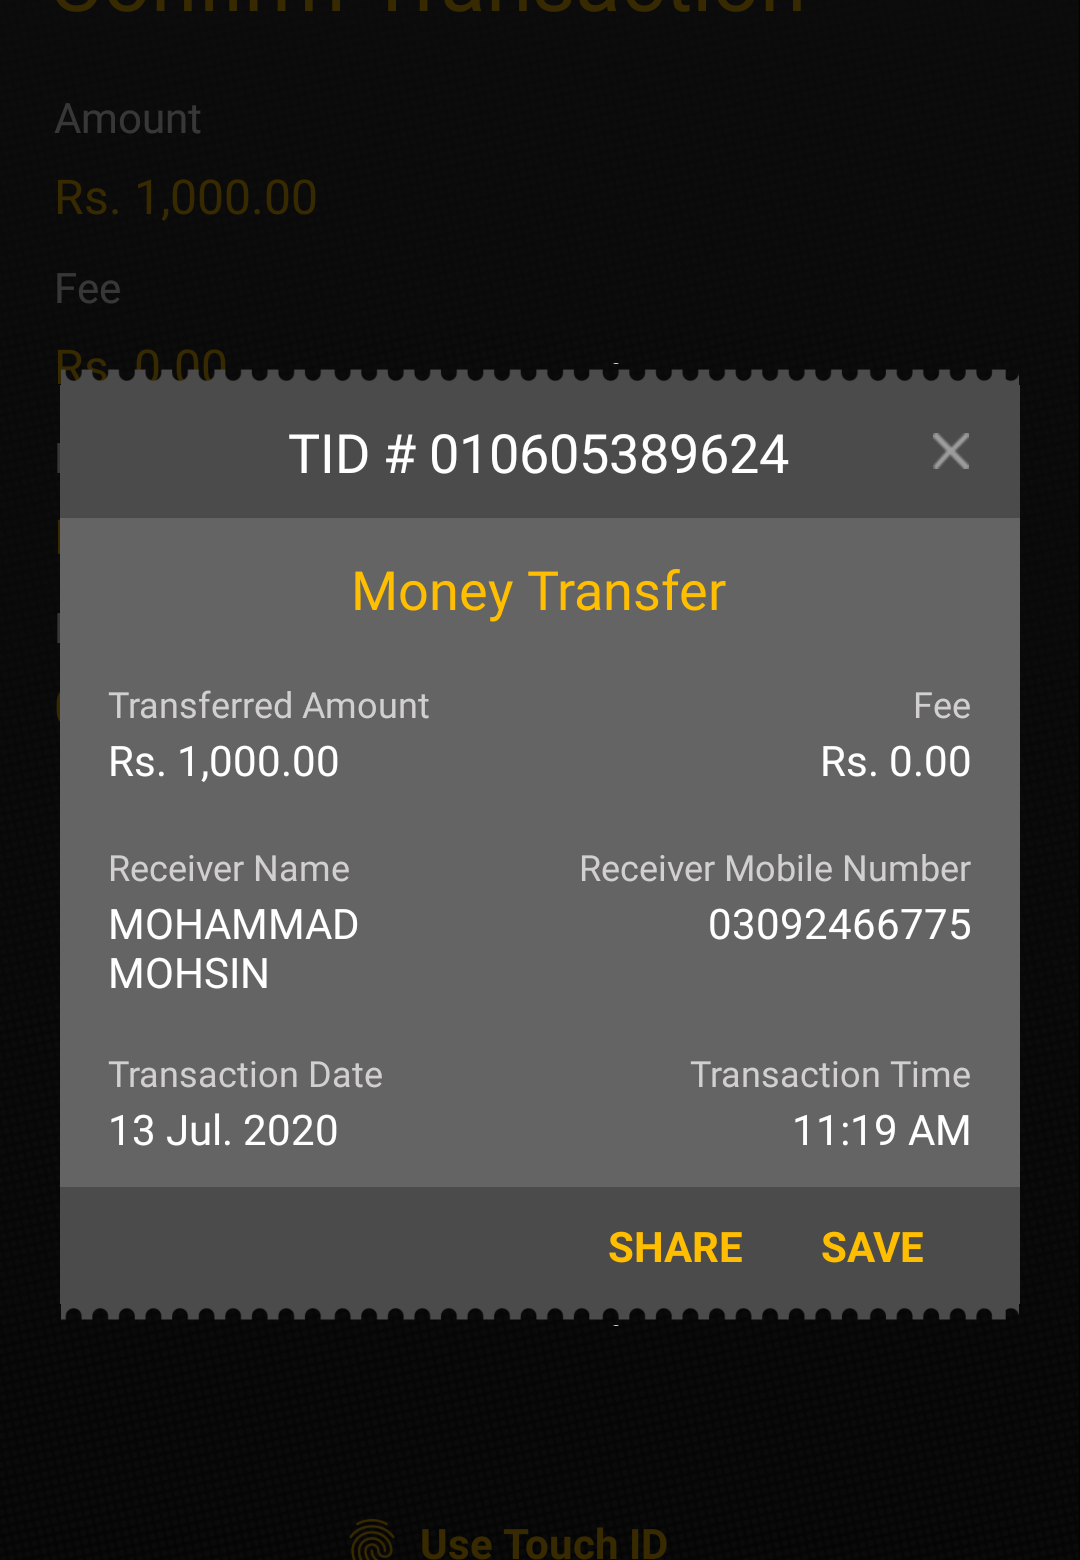 Confirm Transaction
Amount
Rs. 1,000.00
Fee
Rs. 0.00
TID # 010605389624
Money Transfer
Transferred Amount Fee
Rs. 1,000.00 Rs. 0.00
Receiver Name Receiver Mobile Number
MOHAMMAD 03092466775
MOHSIN
Transaction Date Transaction Time
13 Jul. 2020 11:19 AM
SHARE SAVE
Use Touch ID